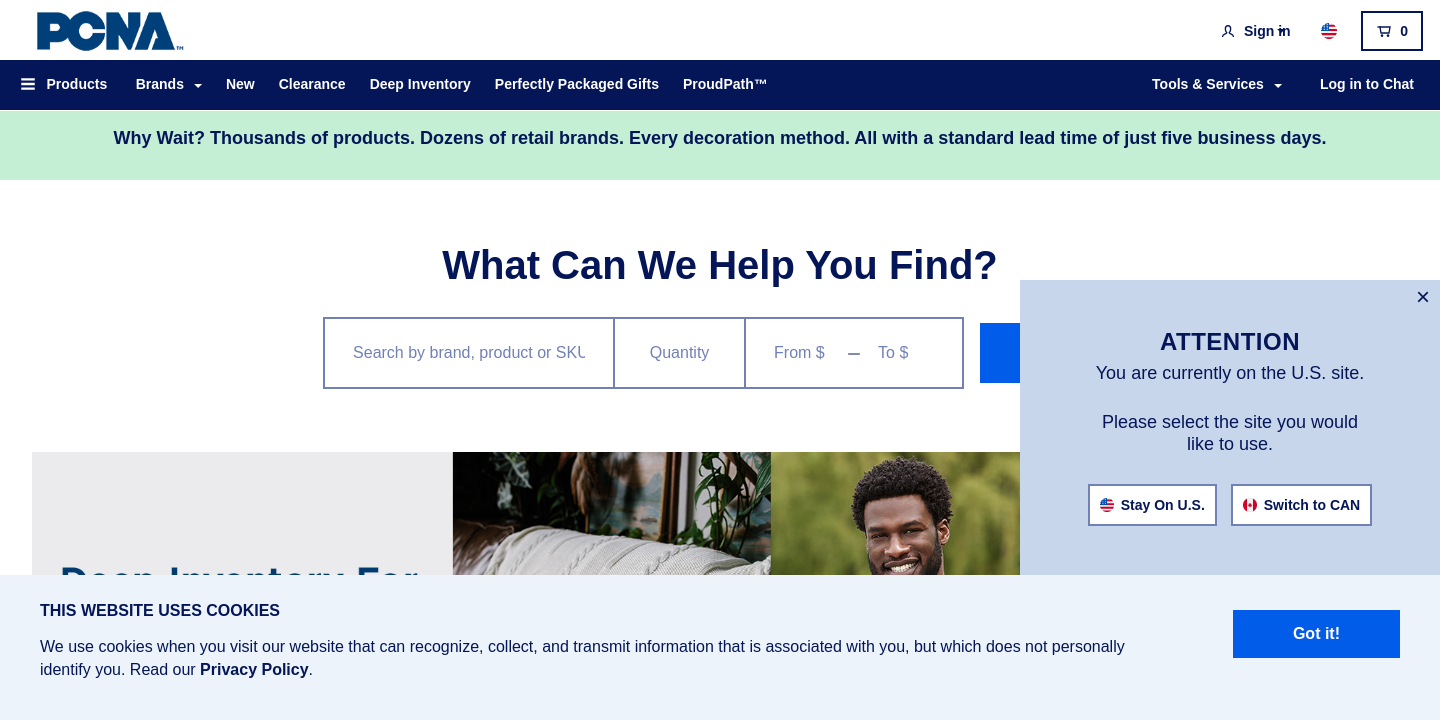 PCNA™
Sign in
0
Products Brands New Clearance Deep Inventory Perfectly Packaged Gifts ProudPath™ Tools & Services Log in to Chat
Why Wait? Thousands of products. Dozens of retail brands. Every decoration method. All with a standard lead time of just five business days.
What Can We Help You Find?
Search by brand, product or SKU
Quantity
From $ – To $
×
ATTENTION
You are currently on the U.S. site.
Please select the site you would
like to use.
Stay On U.S.
Switch to CAN
Deep Inventory For
THIS WEBSITE USES COOKIES
We use cookies when you visit our website that can recognize, collect, and transmit information that is associated with you, but which does not personally
identify you. Read our Privacy Policy.
Got it!